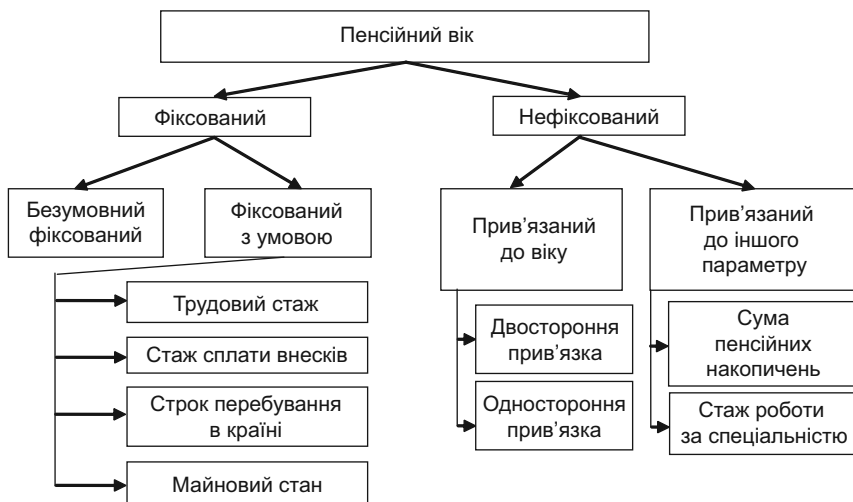 Пенсійний вік
Фіксований
Нефіксований
Безумовний
фіксований
Фіксований
з умовою
Прив’язаний
до віку
Прив’язаний
до іншого
параметру
Трудовий стаж
Стаж сплати внесків
Строк перебування
в країні
Майновий стан
Двостороння
прив’язка
Одностороння
прив’язка
Сума
пенсійних
накопичень
Стаж роботи
за спеціальністю